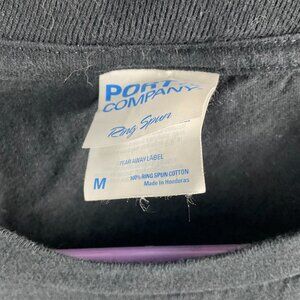 PORT
COMPANY
Ring Spun
TEAR AWAY LABEL
M
100% RING SPUN COTTON
Made in Honduras